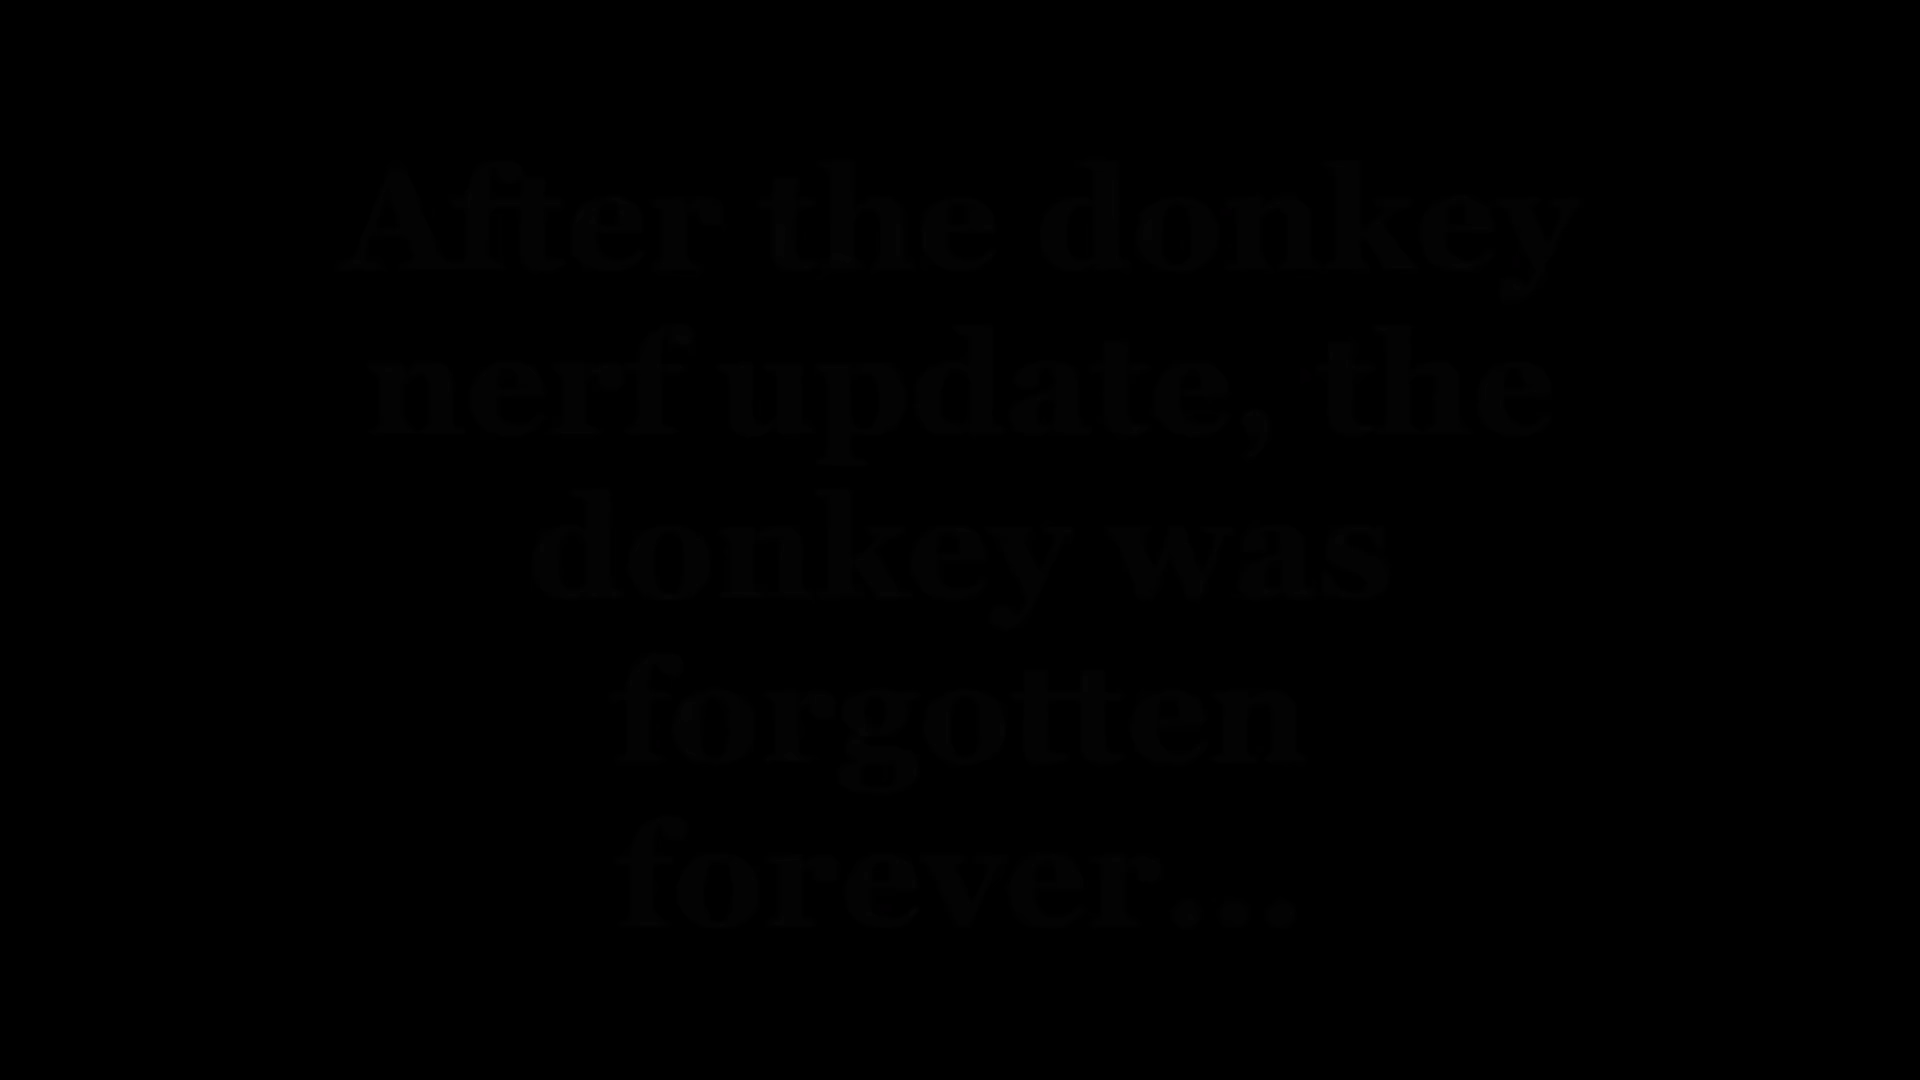 After the donkey
nerf update, the
donkey was
forgotten
forever...